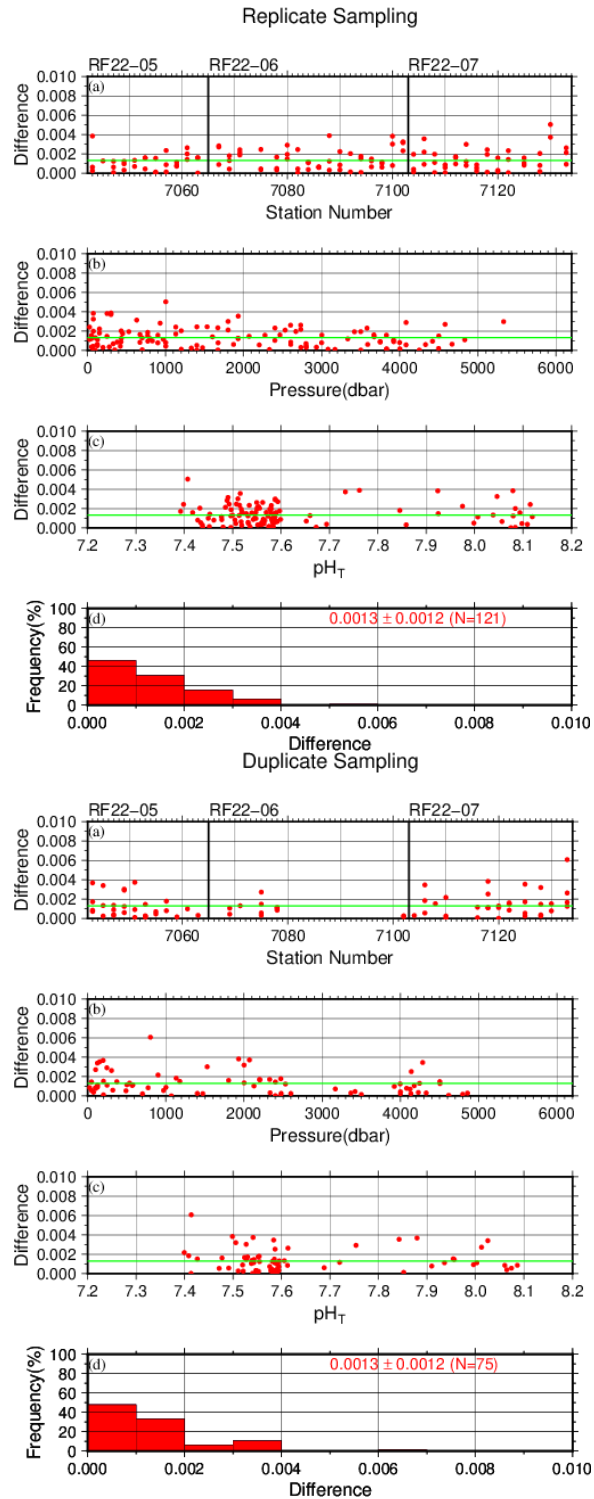 Replicate Sampling
RF22−05 RF22−06 RF22−07
(a)
Difference
0.010
0.008
0.006
0.004
0.002
0.000
7060 7080 7100 7120
Station Number
(b)
Difference
0.010
0.008
0.006
0.004
0.002
0.000
0 1000 2000 3000 4000 5000 6000
Pressure(dbar)
(c)
Difference
0.010
0.008
0.006
0.004
0.002
0.000
7.2 7.3 7.4 7.5 7.6 7.7 7.8 7.9 8.0 8.1 8.2
pHT
(d)
0.0013 ± 0.0012 (N=121)
Frequency(%)
100
80
60
40
20
0
0.000 0.002 0.004 0.006 0.008 0.010
Difference
Duplicate Sampling
RF22−05 RF22−06 RF22−07
(a)
Difference
0.010
0.008
0.006
0.004
0.002
0.000
7060 7080 7100 7120
Station Number
(b)
Difference
0.010
0.008
0.006
0.004
0.002
0.000
0 1000 2000 3000 4000 5000 6000
Pressure(dbar)
(c)
Difference
0.010
0.008
0.006
0.004
0.002
0.000
7.2 7.3 7.4 7.5 7.6 7.7 7.8 7.9 8.0 8.1 8.2
pHT
(d)
0.0013 ± 0.0012 (N=75)
Frequency(%)
100
80
60
40
20
0
0.000 0.002 0.004 0.006 0.008 0.010
Difference